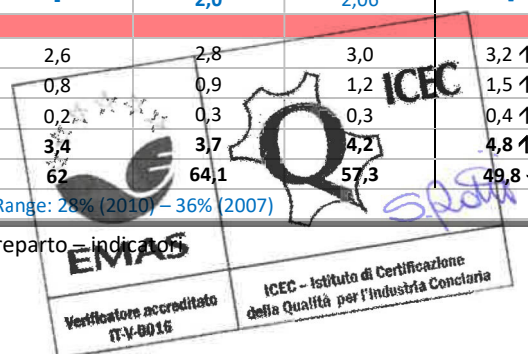 - 2,0 2,06 -
2,6 2,8 3,0 3,2
0,8 0,9 1,2 1,5
0,2 0,3 0,3 0,4
3,4 3,7 4,2 4,8
62 64,1 57,3 49,8
Range: 28% (2010) – 36% (2007)
reparto – indicatori
ICEC
Q
EMAS
Verificatore accreditato
IT-V-0016
ICEC – Istituto di Certificazione
della Qualità per l'Industria Conciaria